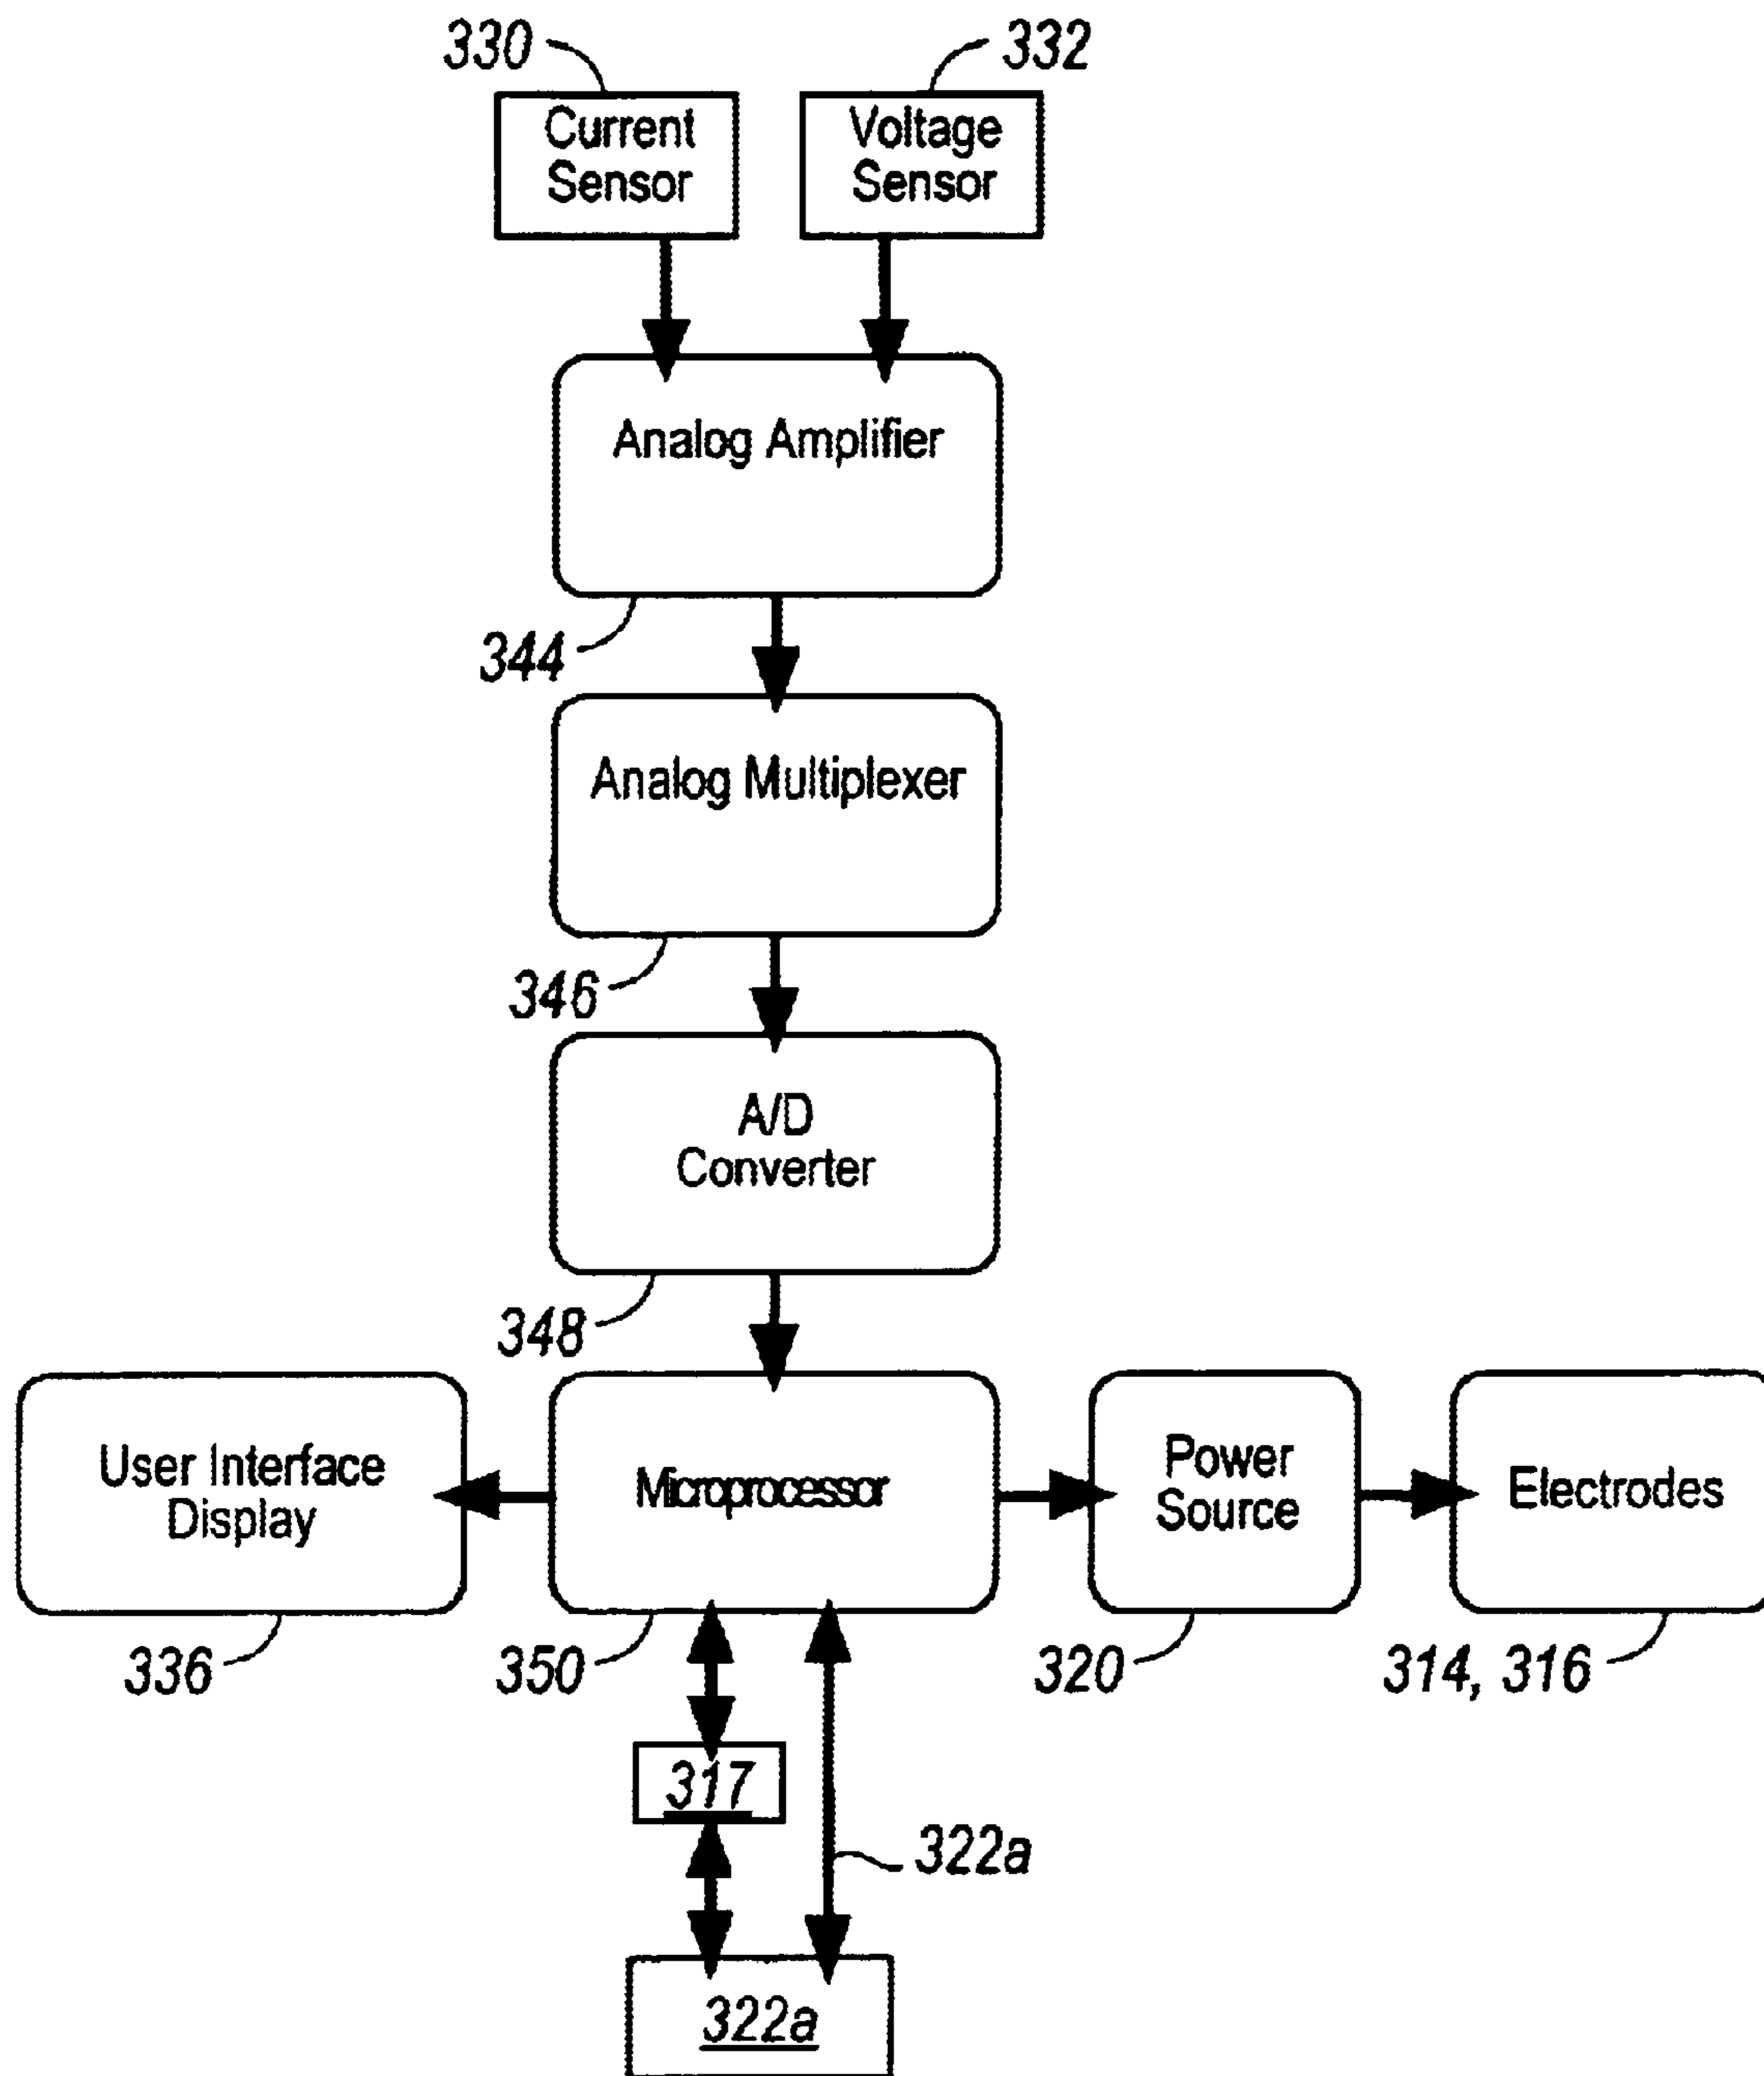 330
332
Current
Sensor
Voltage
Sensor
Analog Amplifier
344
Analog Multiplexer
346
A/D
Converter
348
User Interface
Display
Microprocessor
Power
Source
Electrodes
336
350
320
314, 316
317
322a
322a